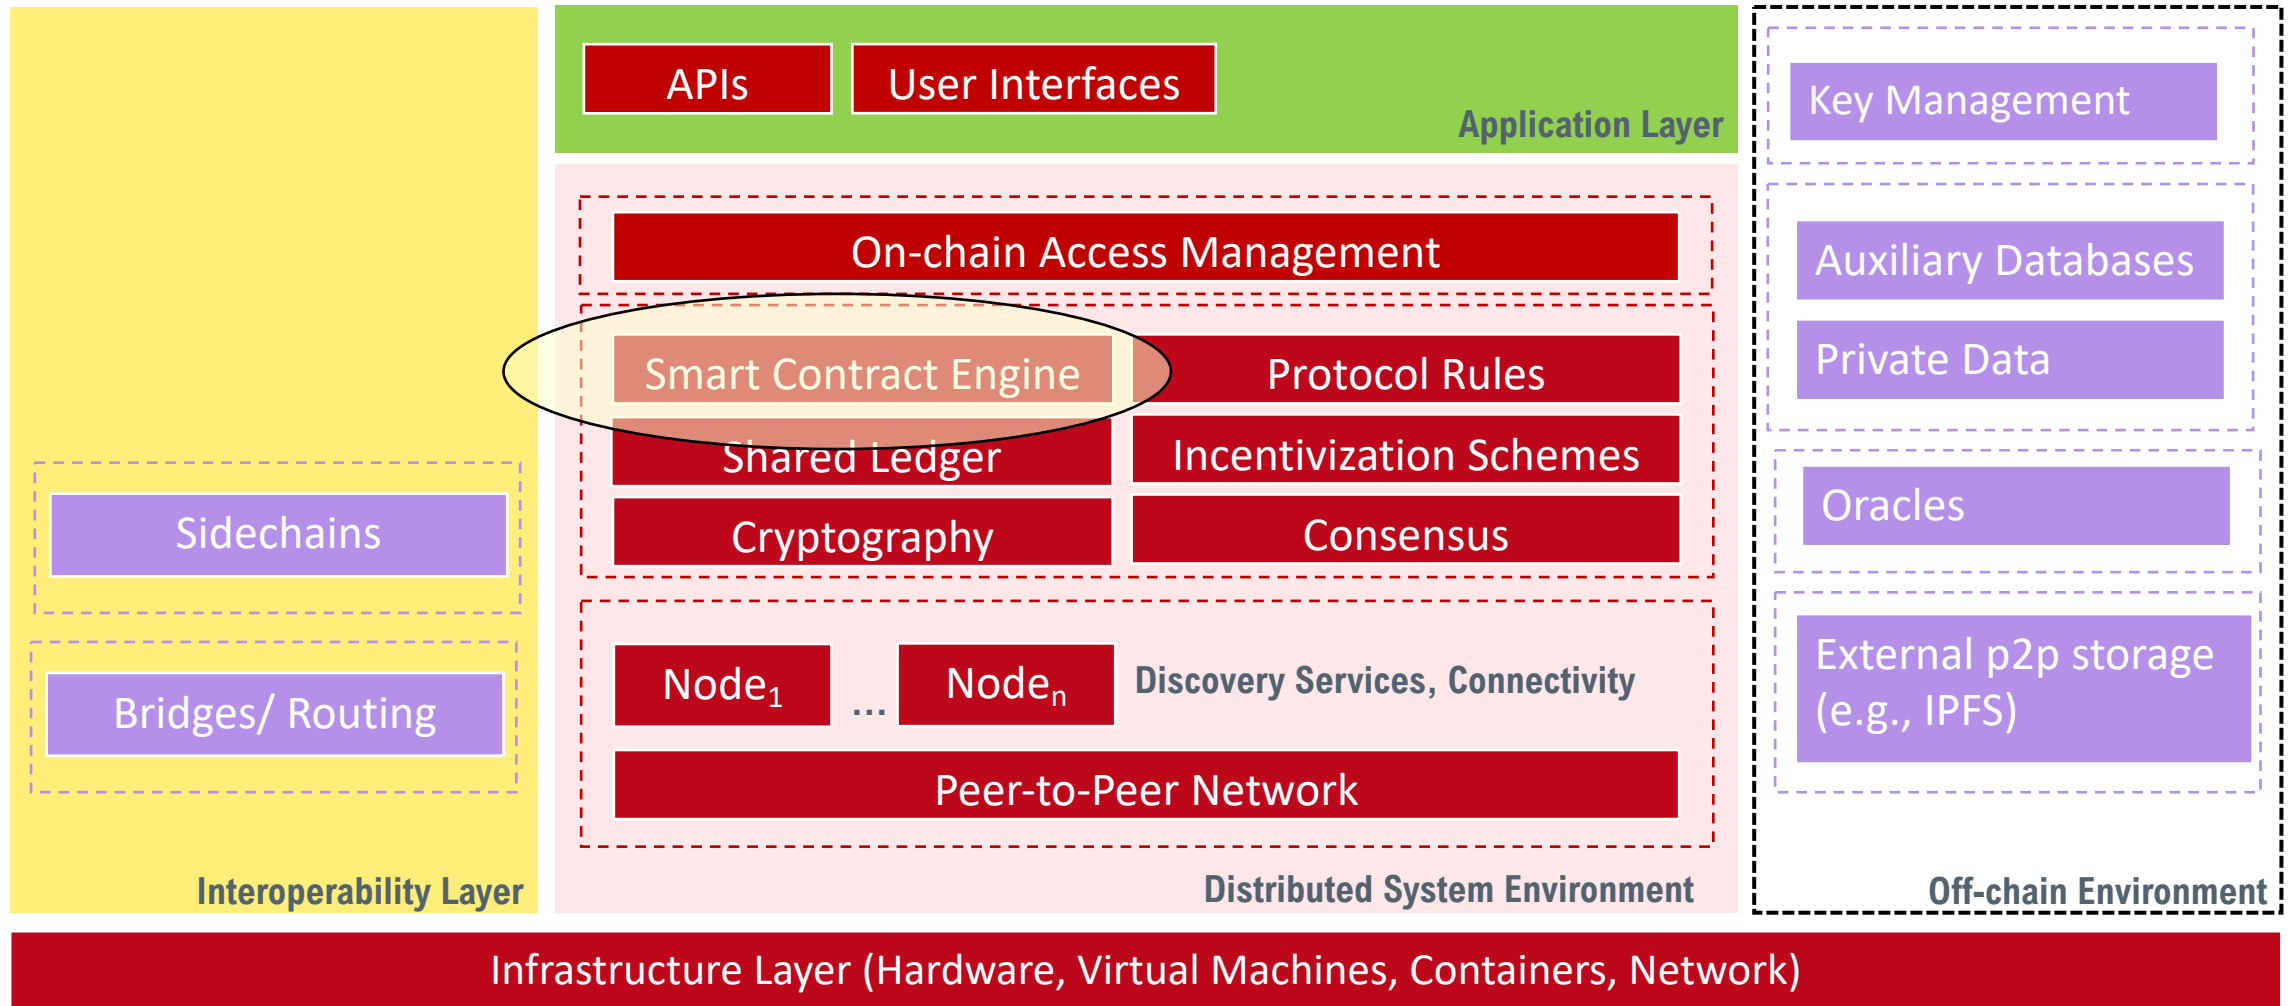 APIs
User Interfaces
Application Layer
On-chain Access Management
Smart Contract Engine
Protocol Rules
Shared Ledger
Incentivization Schemes
Cryptography
Consensus
Node1
...
Noden
Discovery Services, Connectivity
Peer-to-Peer Network
Distributed System Environment
Sidechains
Bridges/ Routing
Interoperability Layer
Key Management
Auxiliary Databases
Private Data
Oracles
External p2p storage
(e.g., IPFS)
Off-chain Environment
Infrastructure Layer (Hardware, Virtual Machines, Containers, Network)